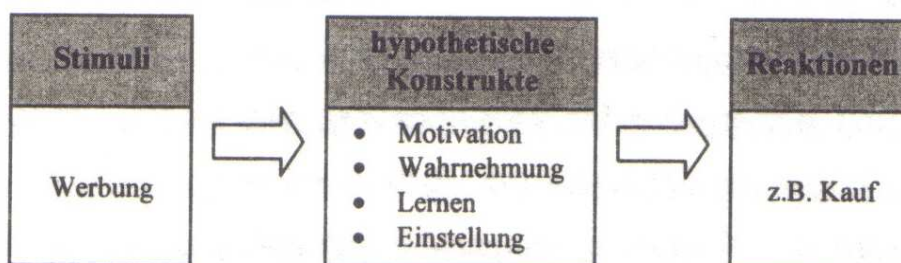 Stimuli
Werbung
hypothetische
Konstrukte
• Motivation
• Wahrnehmung
• Lernen
• Einstellung
Reaktionen
z.B. Kauf